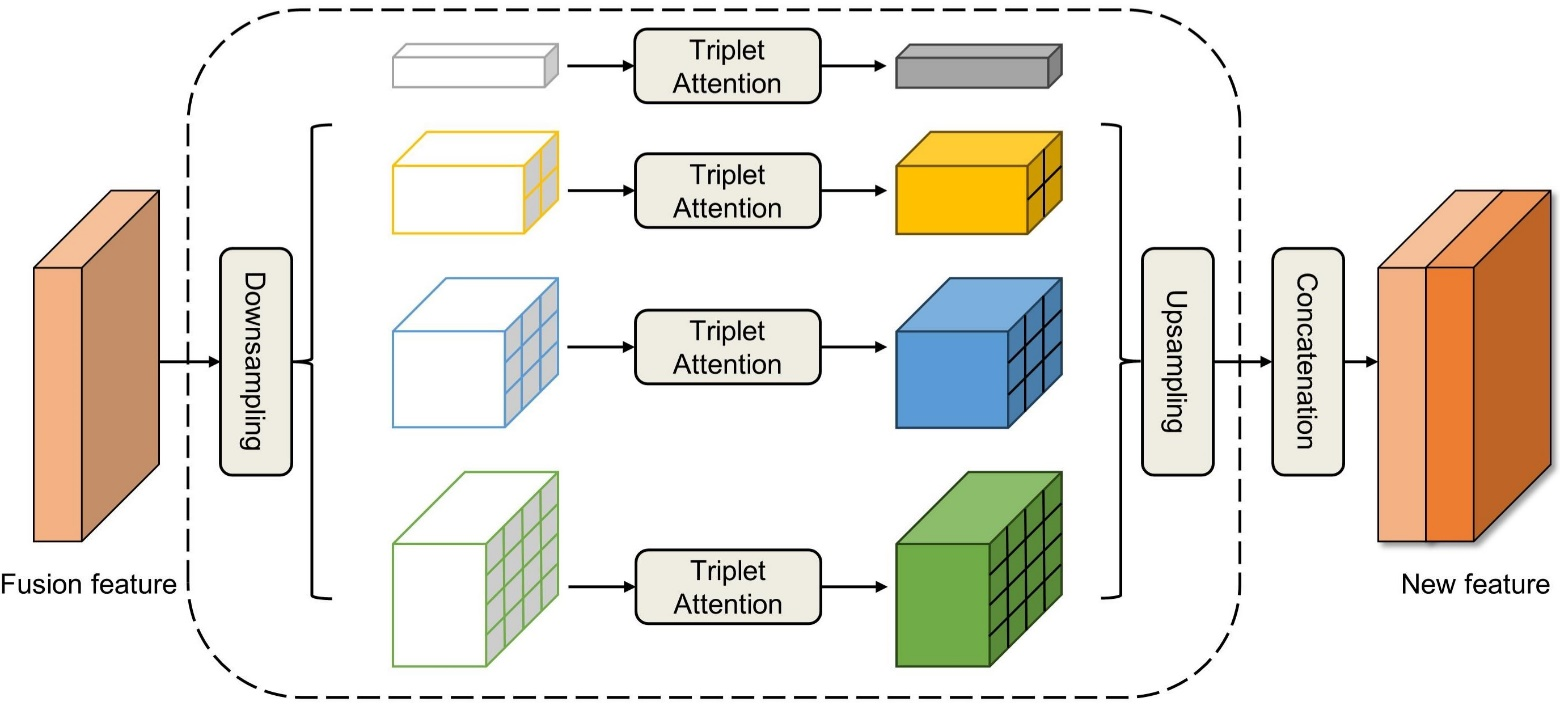 Fusion feature
Downsampling
Triplet
Attention
Triplet
Attention
Triplet
Attention
Triplet
Attention
Upsampling
Concatenation
New feature